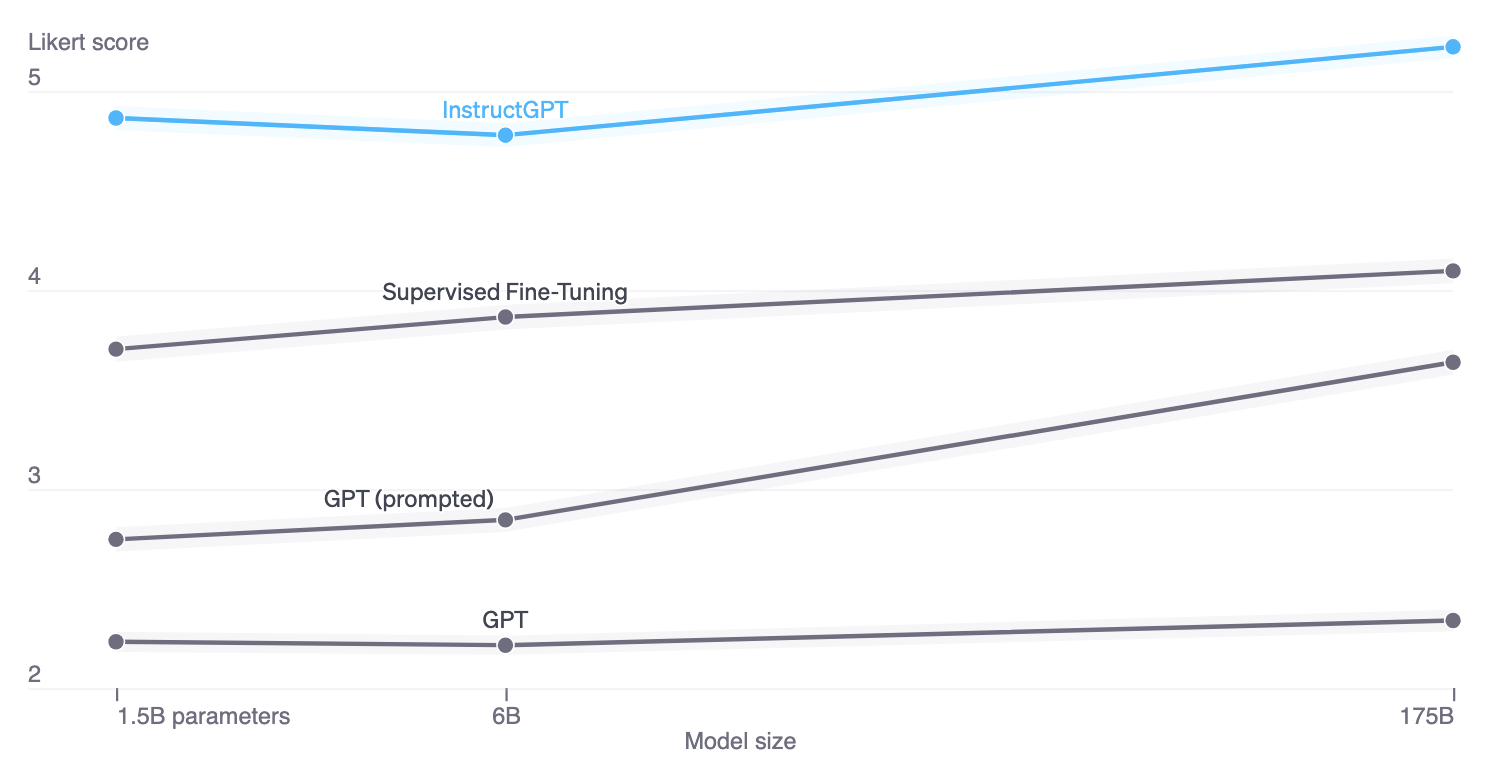 Likert score
5
InstructGPT
4
Supervised Fine-Tuning
3
GPT (prompted)
GPT
2
1.5B parameters 6B 175B
Model size